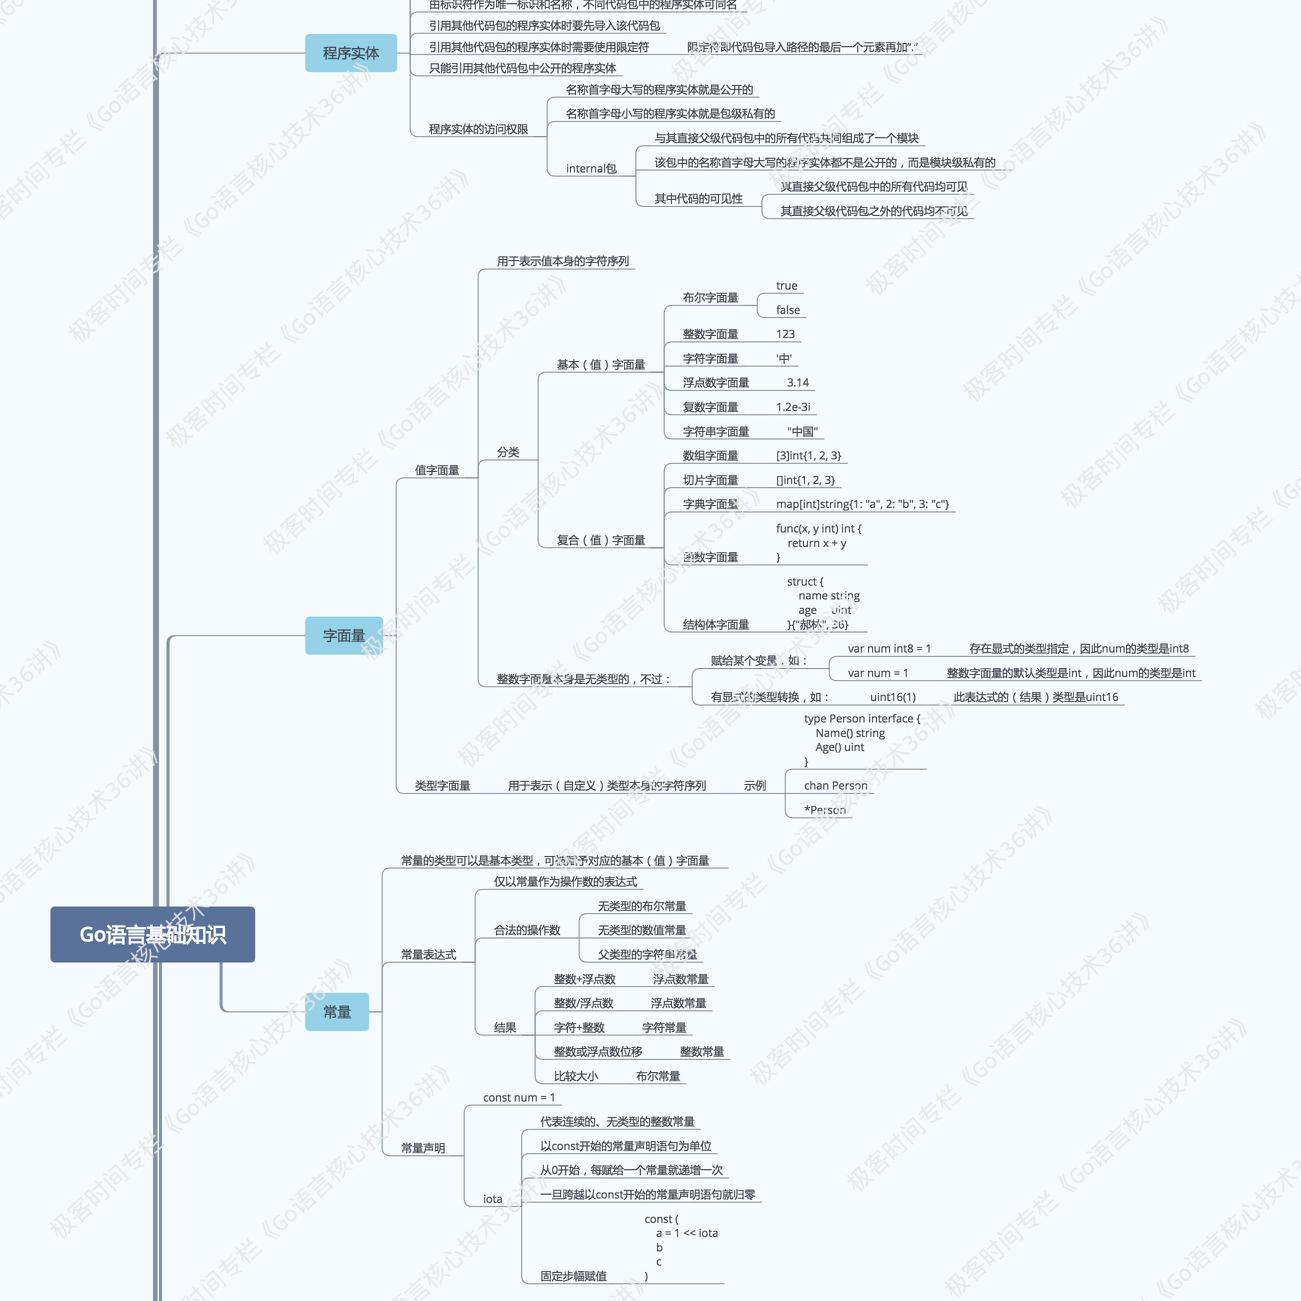 由标识符作为唯一标识和名称，不同代码包中的程序实体可同名
引用其他代码包的程序实体时要先导入该代码包
程序实体
引用其他代码包的程序实体时需要使用限定符 限定符即代码包导入路径的最后一个元素再加“.”
只能引用其他代码包中公开的程序实体
名称首字母大写的程序实体就是公开的
名称首字母小写的程序实体就是包级私有的
程序实体的访问权限
与其直接父级代码包中的所有代码共同组成了一个模块
该包中的名称首字母大写的程序实体都不是公开的，而是模块级私有的
internal包
其直接父级代码包中的所有代码均可见
其中代码的可见性
其直接父级代码包之外的代码均不可见
用于表示值本身的字符序列
true
布尔字面量
false
整数字面量 123
字符字面量 '中'
基本（值）字面量
浮点数字面量 3.14
复数字面量 1.2e-3i
字符串字面量 "中国"
分类
数组字面量 [3]int{1, 2, 3}
值字面量
切片字面量 []int{1, 2, 3}
字典字面量 map[int]string{1: "a", 2: "b", 3: "c"}
func(x, y int) int {
复合（值）字面量
return x + y
函数字面量 }
struct {
name string
age uint
结构体字面量 }{"郝林", 36}
字面量
var num int8 = 1 存在显式的类型指定，因此num的类型是int8
赋给某个变量，如：
var num = 1 整数字面量的默认类型是int，因此num的类型是int
整数字面量本身是无类型的，不过：
有显式的类型转换，如： uint16(1) 此表达式的（结果）类型是uint16
type Person interface {
Name() string
Age() uint
}
类型字面量 用于表示（自定义）类型本身的字符序列 示例 chan Person
*Person
常量的类型可以是基本类型，可被赋予对应的基本（值）字面量
仅以常量作为操作数的表达式
无类型的布尔常量
合法的操作数 无类型的数值常量
Go语言基础知识
常量表达式 父类型的字符串常量
整数+浮点数 浮点数常量
整数/浮点数 浮点数常量
常量
结果 字符+整数 字符常量
整数或浮点数位移 整数常量
比较大小 布尔常量
const num = 1
代表连续的、无类型的整数常量
常量声明 以const开始的常量声明语句为单位
从0开始，每赋给一个常量就递增一次
iota 一旦跨越以const开始的常量声明语句就归零
const (
a = 1 << iota
b
c
固定步幅赋值 )
极客时间专栏《Go语言核心技术36讲》